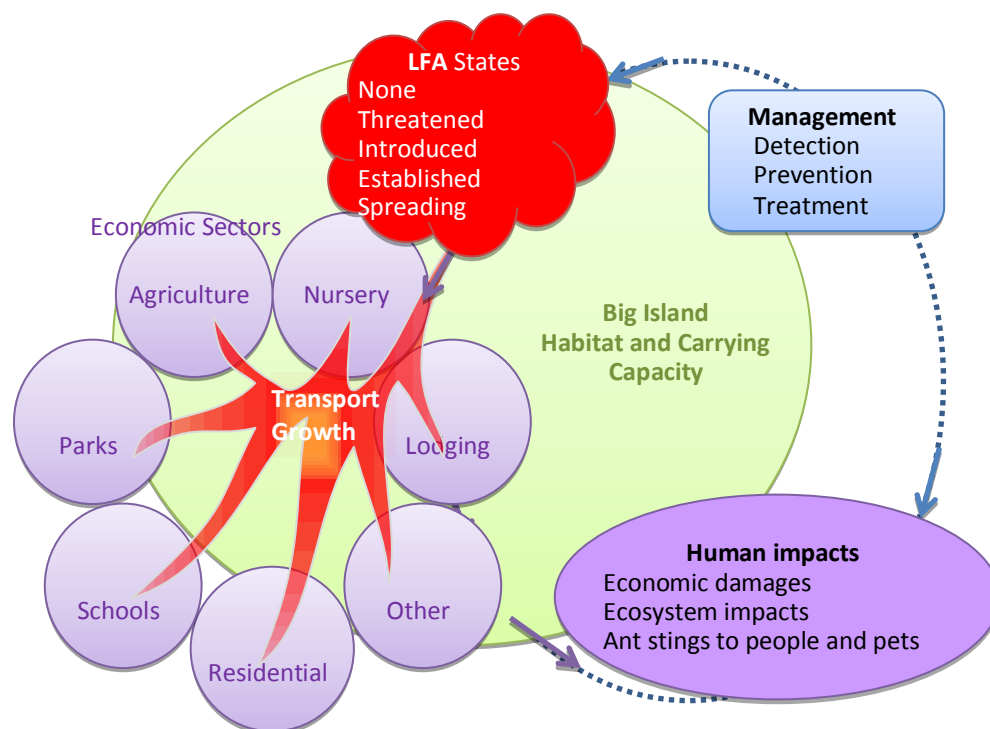 LFA States
None
Threatened
Introduced
Established
Spreading
Management
Detection
Prevention
Treatment
Economic Sectors
Agriculture
Nursery
Big Island
Habitat and Carrying
Capacity
Transport
Growth
Parks
Lodging
Schools
Other
Residential
Human impacts
Economic damages
Ecosystem impacts
Ant stings to people and pets